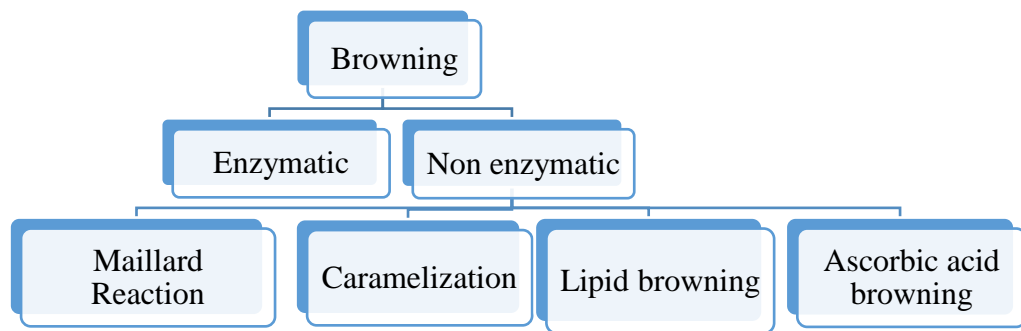 Browning
Enzymatic
Non enzymatic
Maillard
Reaction
Caramelization
Lipid browning
Ascorbic acid
browning